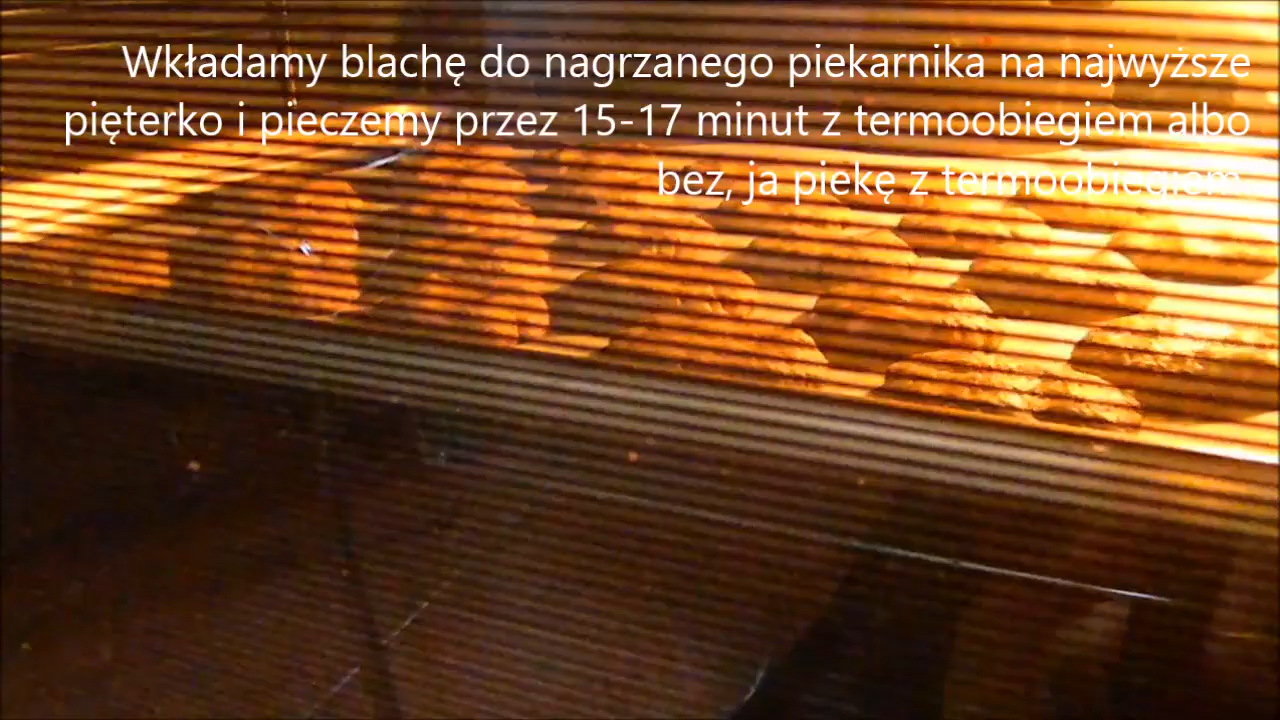 Wkładamy blachę do nagrzanego piekarnika na najwyższe
pięterko i pieczemy przez 15-17 minut z termoobiegiem albo
bez, ja piekę z termoobiegiem.